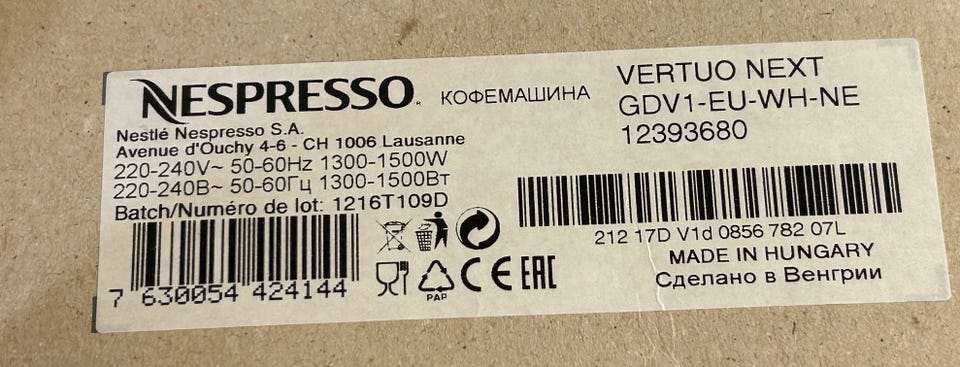 NESPRESSO. КОФЕМАШИНА
Nestlé Nespresso S.A.
Avenue d'Ouchy 4-6 - CH 1006 Lausanne
220-240V~ 50-60Hz 1300-1500W
220-240В~ 50-60Гц 1300-1500Вт
Batch/Numéro de lot: 1216T109D
7 630054 424144
PAP
CE EAC
VERTUO NEXT
GDV1-EU-WH-NE
12393680
212 17D V1d 0856 782 07L
MADE IN HUNGARY
Сделано в Венгрии